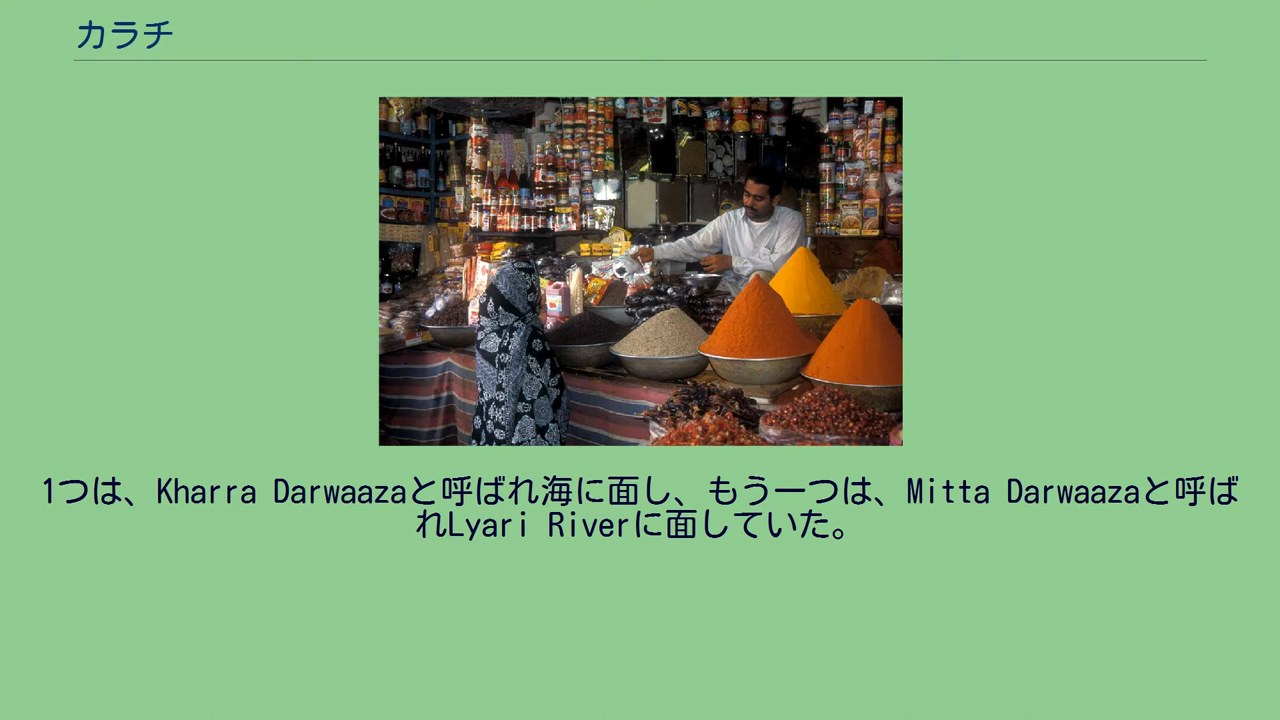 カラチ
1つは、Kharra Darwaazaと呼ばれ海に面し、もう一つは、Mitta Darwaazaと呼ば
れLyari Riverに面していた。